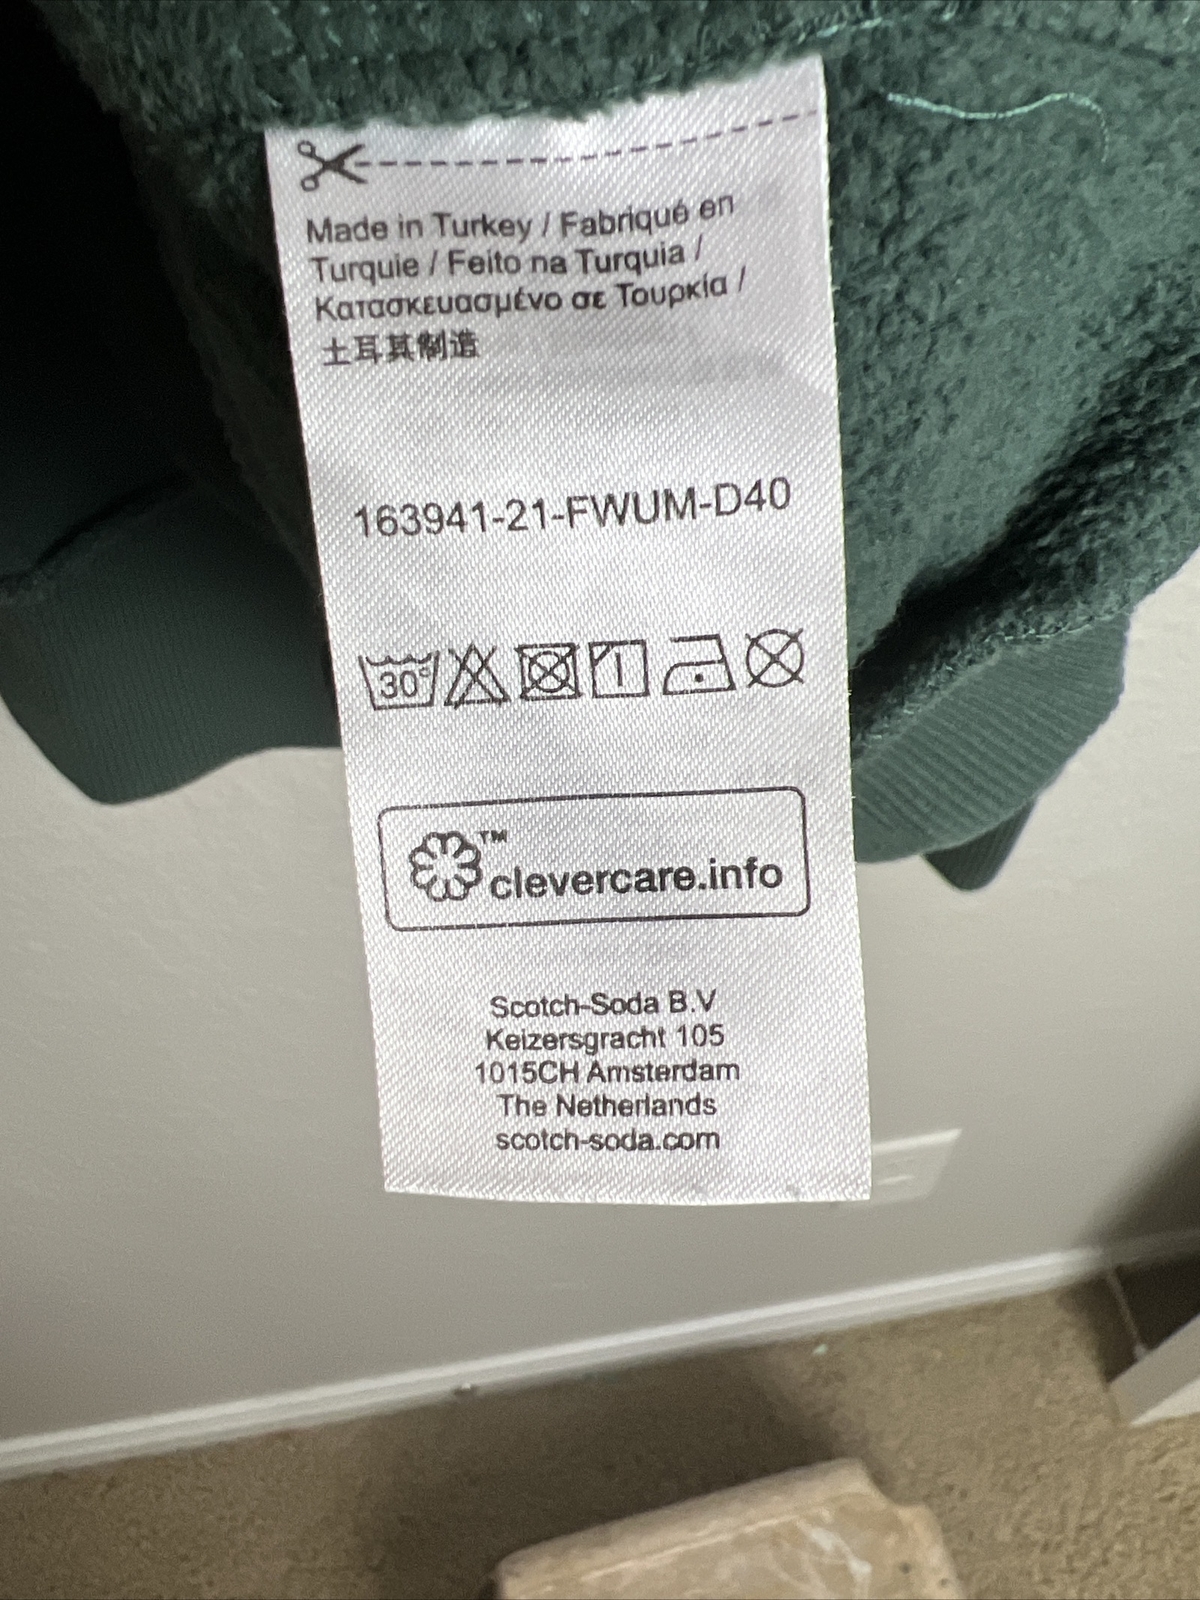 Made in Turkey / Fabriqué en
Turquie / Feito na Turquia /
Κατασκευασμένο σε Τουρκία /
土耳其制造
163941-21-FWUM-D40
30°
™
clevercare.info
Scotch-Soda B.V
Keizersgracht 105
1015CH Amsterdam
The Netherlands
scotch-soda.com